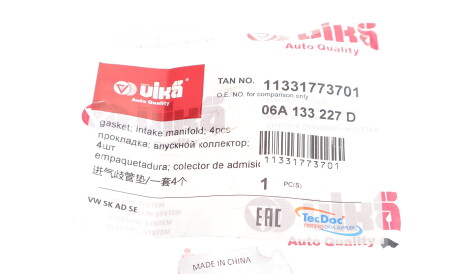 vika
Auto Quality
vika
Auto Quality
TAN NO. 11331773701
O.E. NO. for comparison only
06A 133 227 D
gasket; intake manifold; 4pcs
прокладка; впускной коллектор;
4шт
empaquetadura; colector de admisió
进气歧管垫/一套4个
11331773701
1 PC(S)
VW SK AD SE
EAC
TecDoc
Auto Quality
MADE IN CHINA